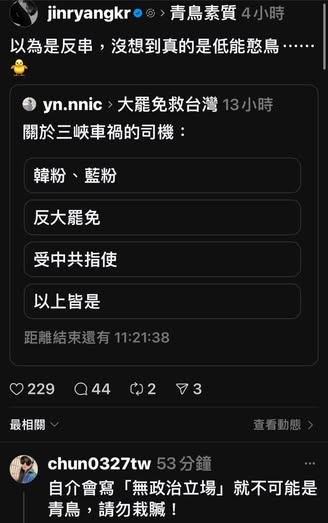 jinryangkr > 青鳥素質 4小時
以為是反串，沒想到真的是低能憨鳥⋯⋯
yn.nnic > 大罷免救台灣 13小時
關於三峽車禍的司機：
韓粉、藍粉
反大罷免
受中共指使
以上皆是
距離結束還有 11:21:38
229 44 2 3
最相關
查看動態 >
chun0327tw 53分鐘
自介會寫「無政治立場」就不可能是
青鳥，請勿栽贓！